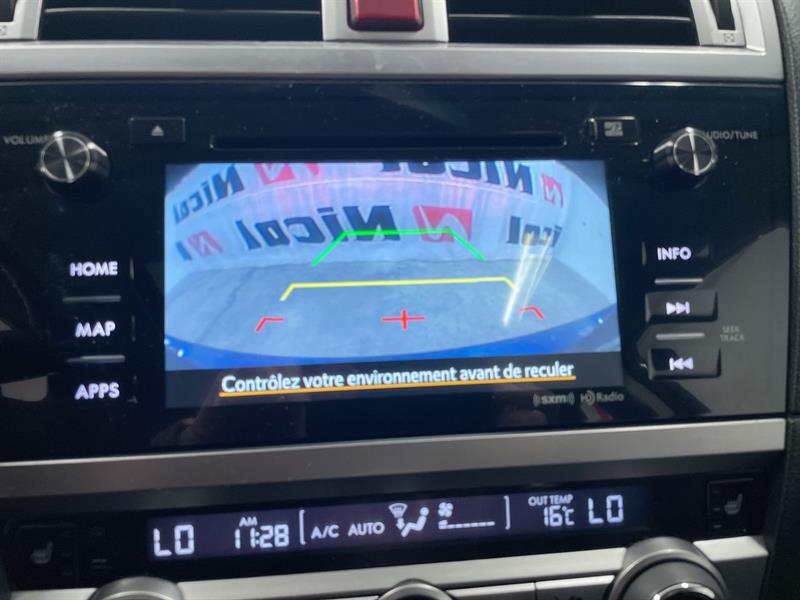 VOLUME
AUDIO/TUNE
Nicol
Nicol
Nicol
HOME
INFO
MAP
SEEK
TRACK
APPS
Contrôlez votre environnement avant de reculer
((sxm)) HD Radio
LO AM 11:28 A/C AUTO OUT TEMP 16°C LO